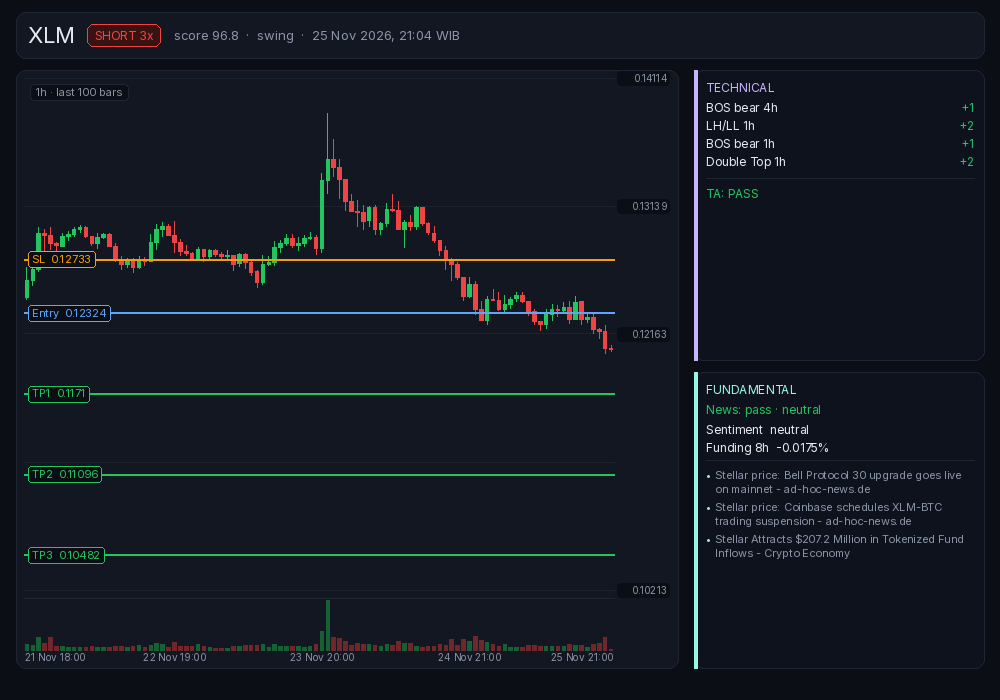 XLM SHORT 3x score 96.8 · swing · 25 Nov 2026, 21:04 WIB
1h · last 100 bars
0.14114
0.13139
SL 0.12733
Entry 0.12324
0.12163
TP1 0.1171
TP2 0.11096
TP3 0.10482
0.10213
21 Nov 18:00 22 Nov 19:00 23 Nov 20:00 24 Nov 21:00 25 Nov 21:00
TECHNICAL
BOS bear 4h +1
LH/LL 1h +2
BOS bear 1h +1
Double Top 1h +2
TA: PASS
FUNDAMENTAL
News: pass · neutral
Sentiment neutral
Funding 8h -0.0175%
• Stellar price: Bell Protocol 30 upgrade goes live
on mainnet - ad-hoc-news.de
• Stellar price: Coinbase schedules XLM-BTC
trading suspension - ad-hoc-news.de
• Stellar Attracts $207.2 Million in Tokenized Fund
Inflows - Crypto Economy